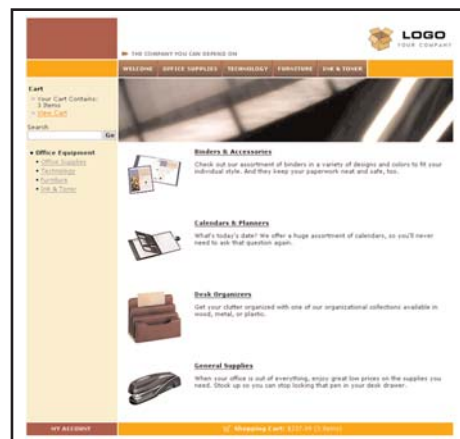 LOGO
YOUR COMPANY
THE COMPANY YOU CAN DEPEND ON
WELCOME OFFICE SUPPLIES TECHNOLOGY FURNITURE INK & TONER
Cart
Your Cart Contains:
3 Items
View Cart
Search
Go
Office Equipment
Office Supplies
Technology
Furniture
Ink & Toner
Binders & Accessories
Check out our assortment of binders in a variety of designs and colors to fit your
individual style. And they keep your paperwork neat and safe, too.
Calendars & Planners
What's today's date? We offer a huge assortment of calendars, so you'll never
need to ask that question again.
Desk Organizers
Get your clutter organized with one of our organizational collections available in
wood, metal, or plastic.
General Supplies
When your office is out of everything, enjoy great low prices on the supplies you
need. Stock up so you can stop looking that pen in your desk drawer.
MY ACCOUNT
Shopping Cart: (3 items)